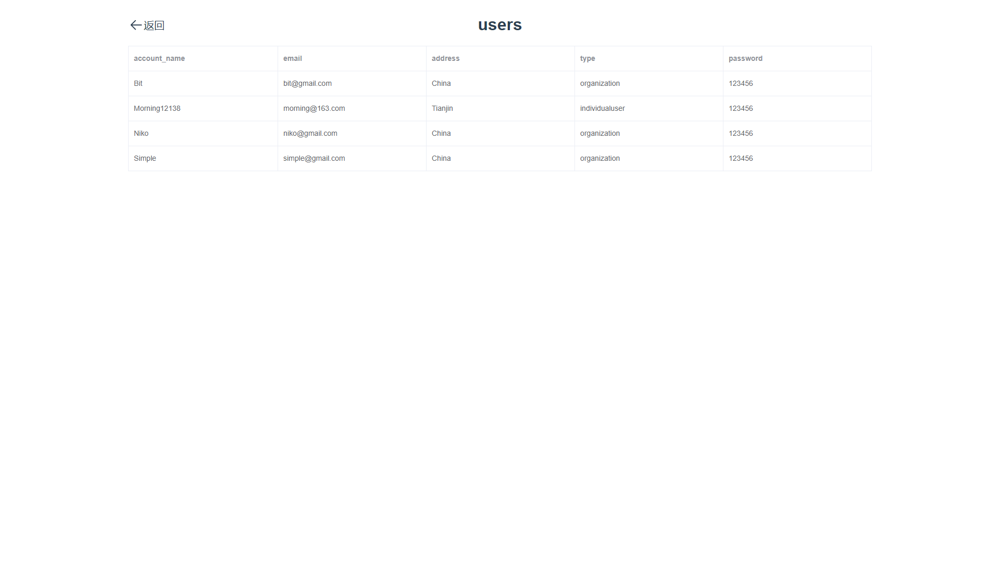 返回
users
account_name email address type password
Bit bit@gmail.com China organization 123456
Morning12138 morning@163.com Tianjin individualuser 123456
Niko niko@gmail.com China organization 123456
Simple simple@gmail.com China organization 123456